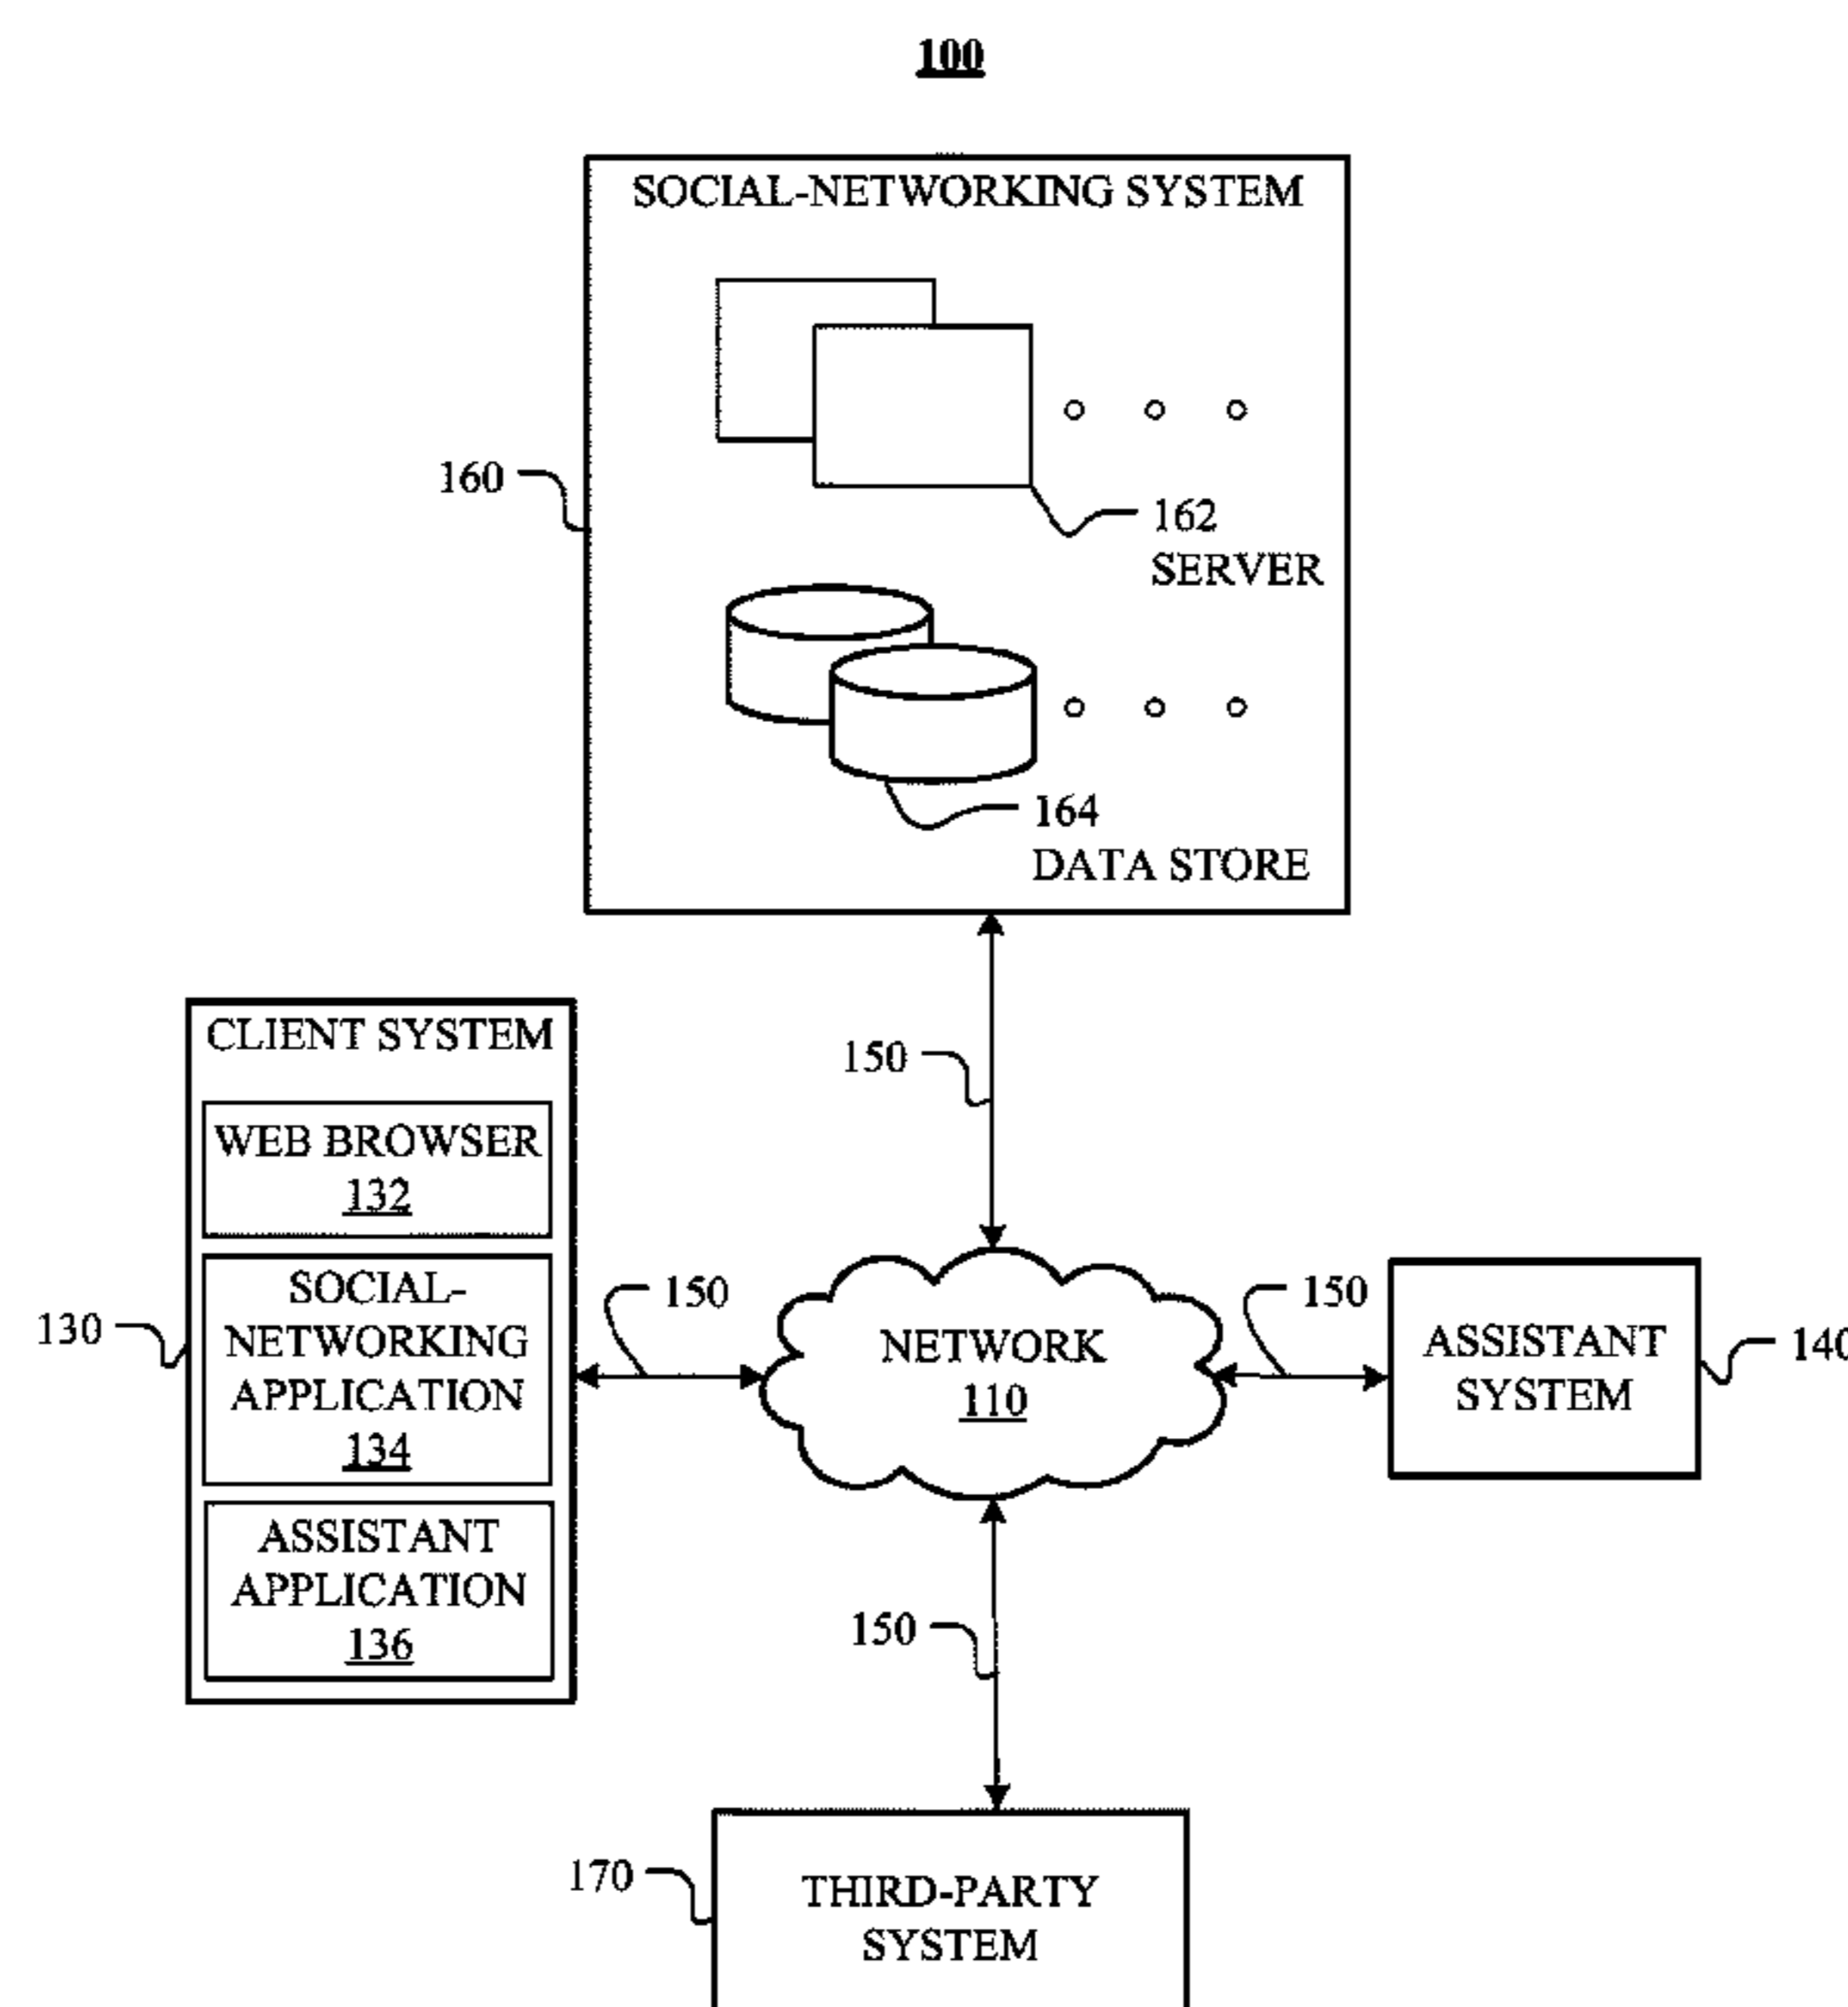 100
SOCIAL-NETWORKING SYSTEM
160
162
SERVER
164
DATA STORE
CLIENT SYSTEM
150
WEB BROWSER
132
130
SOCIAL-
NETWORKING
APPLICATION
134
150
NETWORK
110
150
ASSISTANT
SYSTEM
140
ASSISTANT
APPLICATION
136
150
170
THIRD-PARTY
SYSTEM